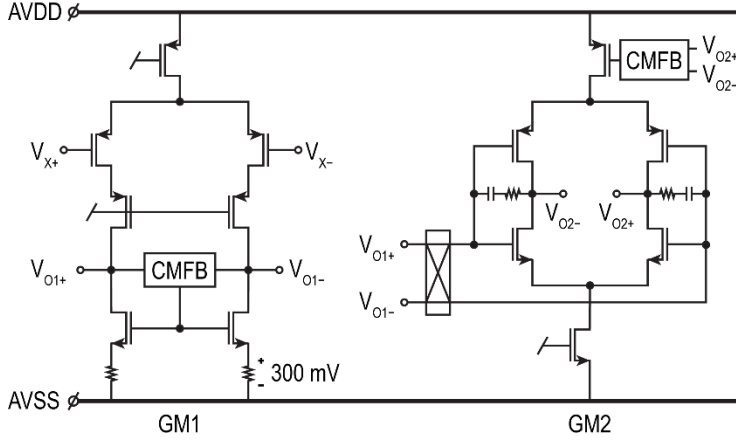 AVDD
V_O2+
CMFB
V_O2−
V_X+
V_X−
V_O2−
V_O2+
V_O1+
V_O1+
CMFB
V_O1−
V_O1−
+
300 mV
-
AVSS
GM1
GM2